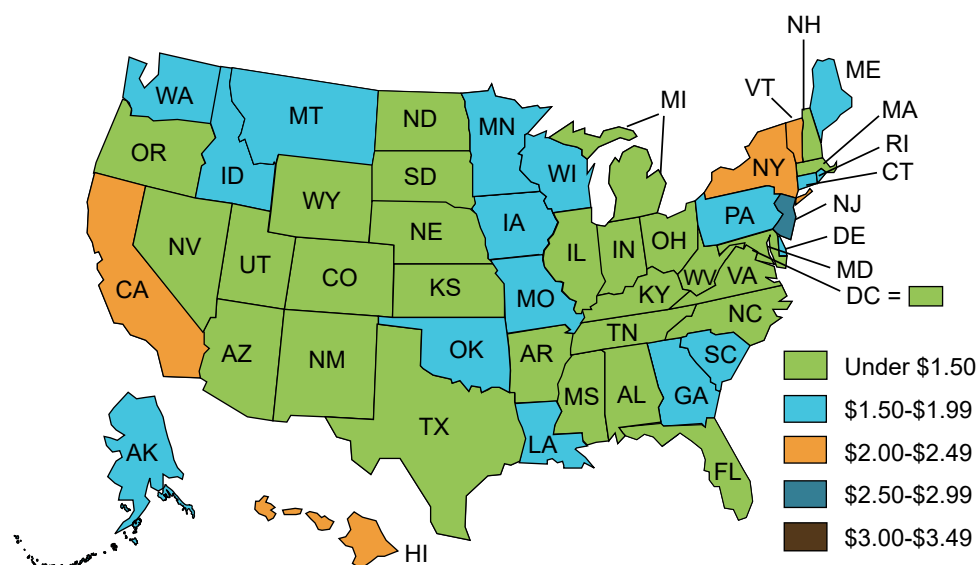 NH
ME
VT
MI
MA
WA
MT
ND
MN
RI
OR
NY
CT
ID
SD
WI
WY
PA
NJ
IA
NE
DE
NV
IL
IN
OH
UT
CO
WV
VA
MD
CA
KS
MO
KY
DC =
NC
TN
AZ
NM
OK
AR
SC
Under $1.50
MS
AL
GA
$1.50-$1.99
TX
LA
AK
$2.00-$2.49
FL
$2.50-$2.99
HI
$3.00-$3.49